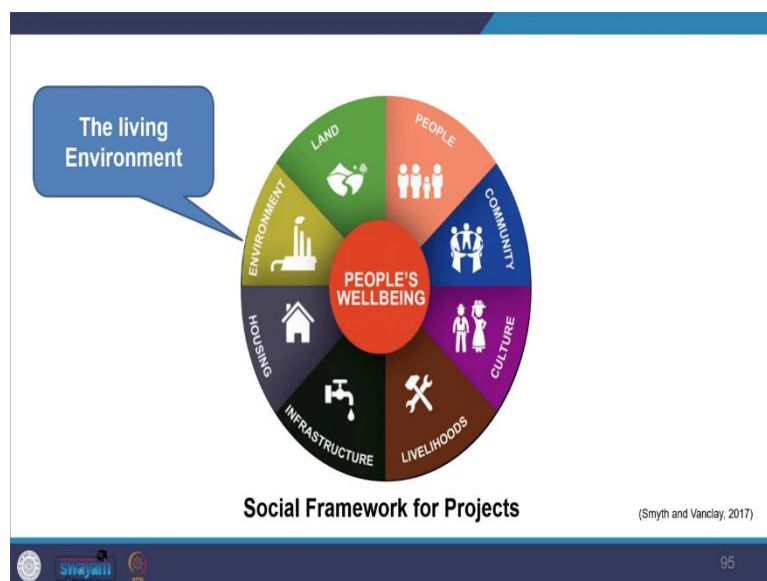 The living
Environment
LAND
PEOPLE
COMMUNITY
CULTURE
LIVELIHOODS
INFRASTRUCTURE
HOUSING
ENVIRONMENT
PEOPLE'S
WELLBEING
Social Framework for Projects
(Smyth and Vanclay, 2017)
swayam
95